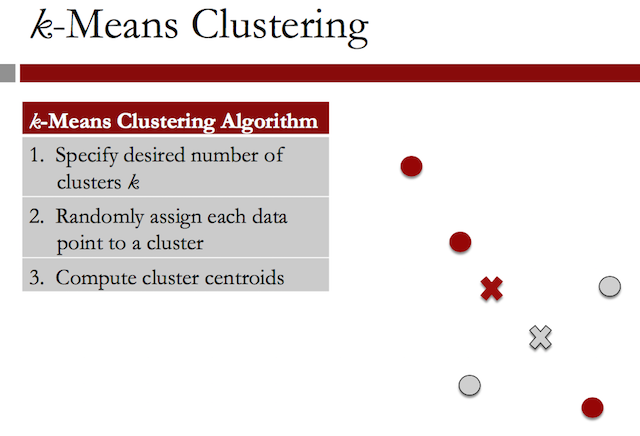 k-Means Clustering
k-Means Clustering Algorithm
1. Specify desired number of
clusters k
2. Randomly assign each data
point to a cluster
3. Compute cluster centroids